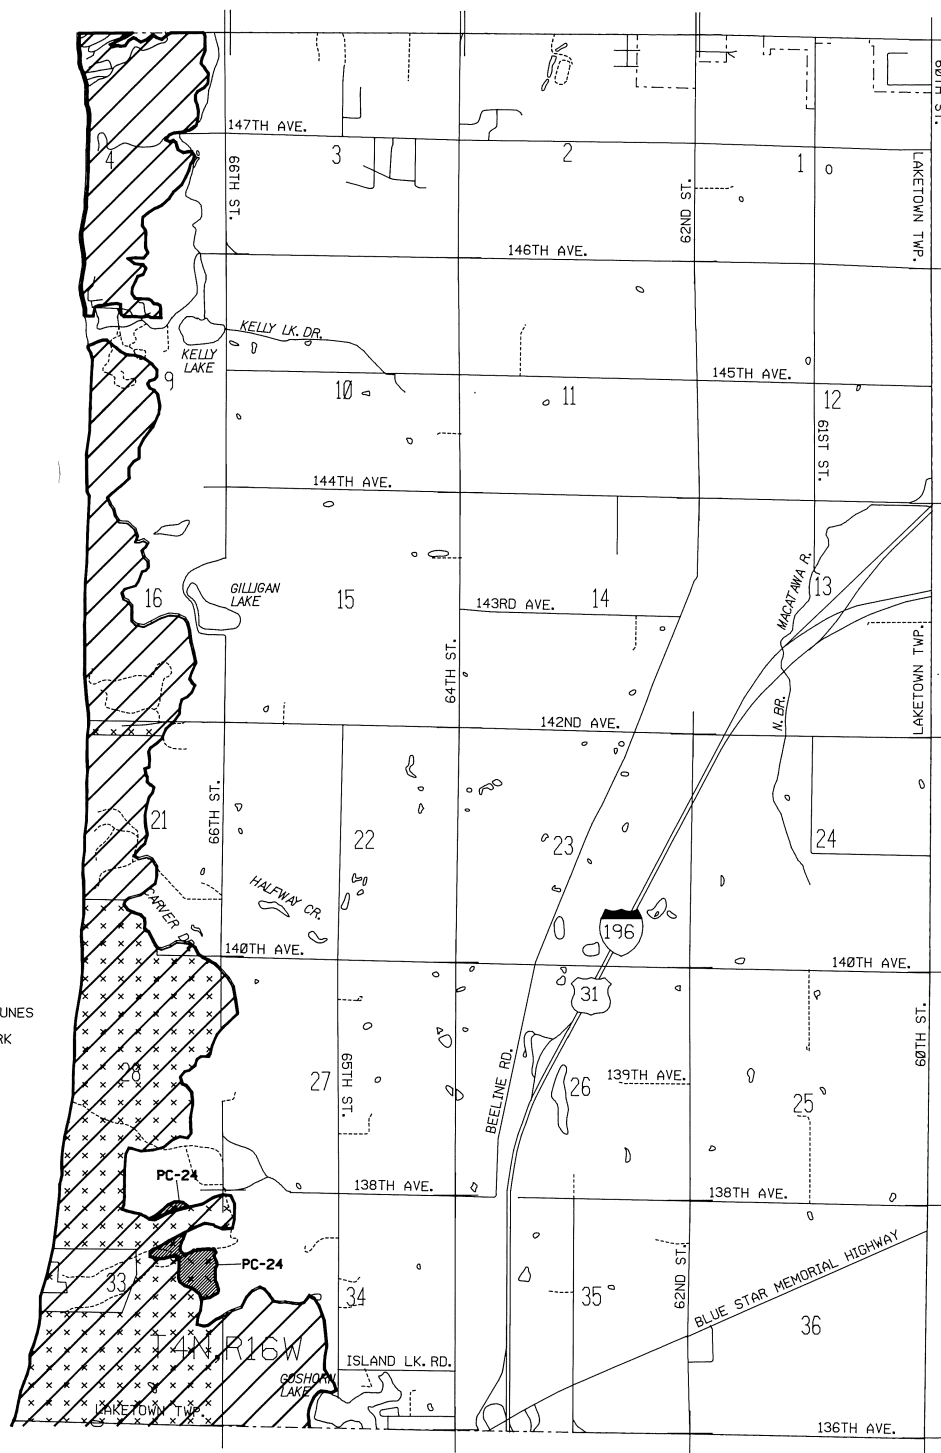 60TH ST.
147TH AVE.
3
2
1
4
66TH ST.
62ND ST.
LAKETOWN TWP.
146TH AVE.
KELLY LK. DR.
KELLY
LAKE
145TH AVE.
9
10
11
12
61ST ST.
144TH AVE.
MACATAWA R.
13
GILLIGAN
LAKE
16
15
143RD AVE.
14
64TH ST.
LAKETOWN TWP.
N. BR.
142ND AVE.
66TH ST.
21
22
23
24
HALFWAY CR.
CARVER DR.
196
140TH AVE.
140TH AVE.
31
UNES
RK
60TH ST.
BEELINE RD.
65TH ST.
139TH AVE.
28
27
26
25
PC-24
138TH AVE.
138TH AVE.
PC-24
62ND ST.
BLUE STAR MEMORIAL HIGHWAY
33
34
35
36
T4N,R16W
ISLAND LK. RD.
GOSHORN
LAKE
LAKETOWN TWP.
136TH AVE.